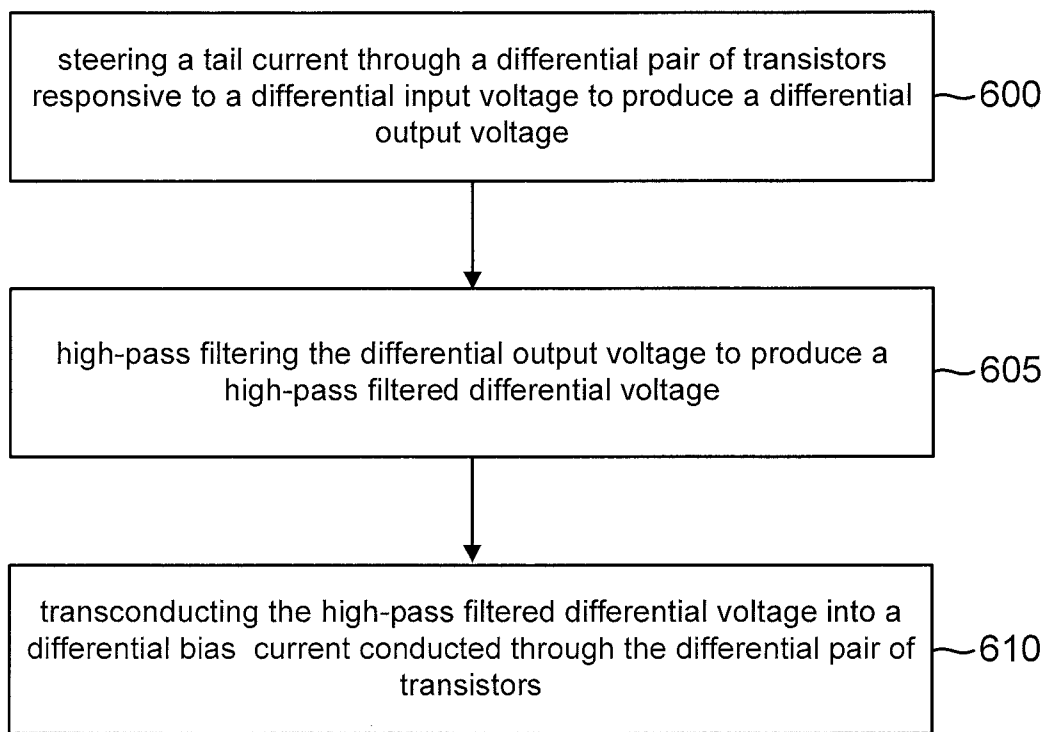 steering a tail current through a differential pair of transistors
responsive to a differential input voltage to produce a differential
output voltage
600
high-pass filtering the differential output voltage to produce a
high-pass filtered differential voltage
605
transconducting the high-pass filtered differential voltage into a
differential bias current conducted through the differential pair of
transistors
610